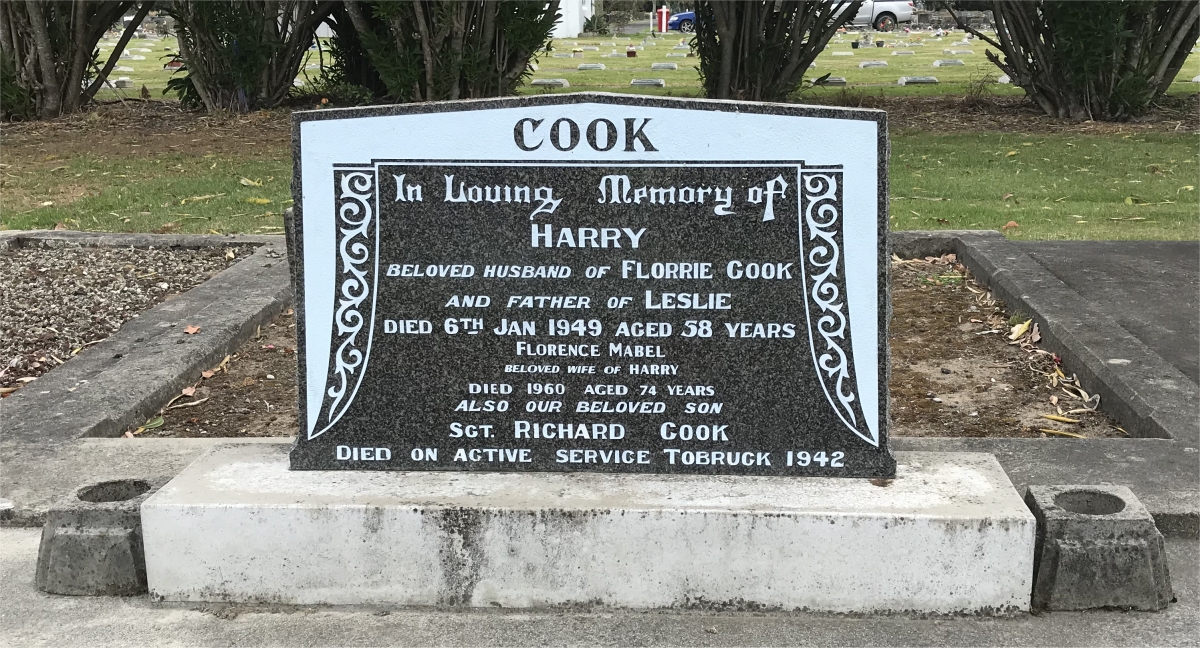 COOK
In Loving Memory of
HARRY
BELOVED HUSBAND OF FLORRIE COOK
AND FATHER OF LESLIE
DIED 6TH JAN 1949 AGED 58 YEARS
FLORENCE MABEL
BELOVED WIFE OF HARRY
DIED 1960 AGED 74 YEARS
ALSO OUR BELOVED SON
SGT. RICHARD COOK
DIED ON ACTIVE SERVICE TOBRUCK 1942